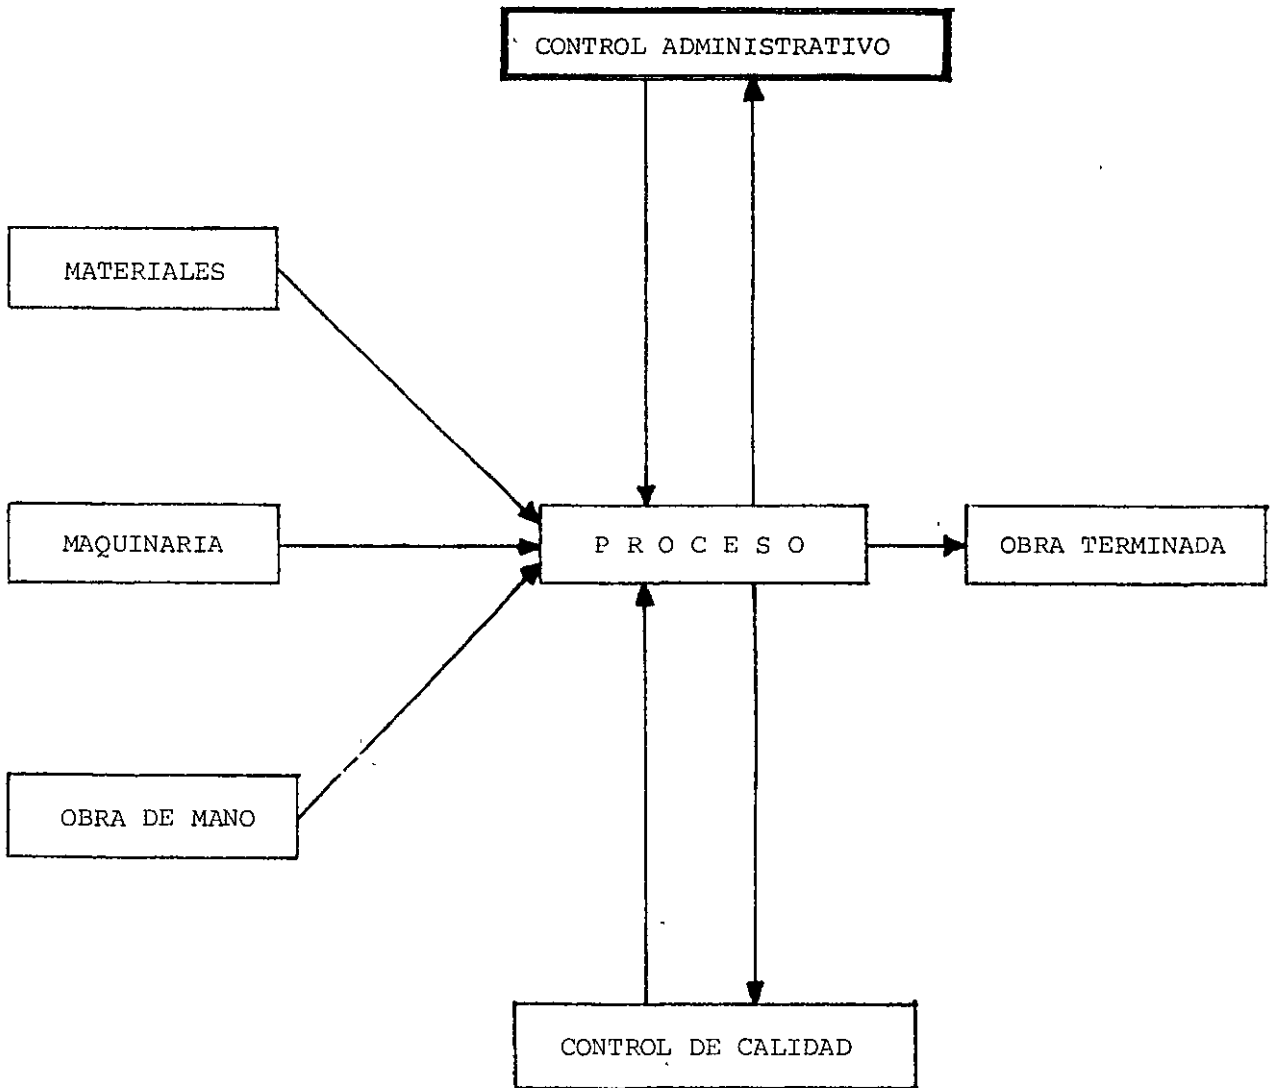 CONTROL ADMINISTRATIVO
MATERIALES
MAQUINARIA
P R O C E S O
OBRA TERMINADA
OBRA DE MANO
CONTROL DE CALIDAD